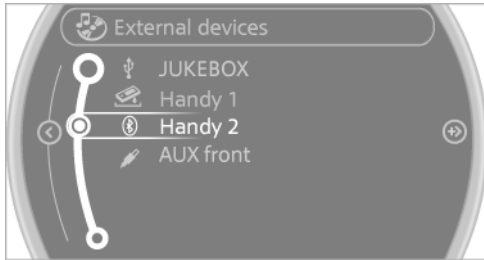 External devices
JUKEBOX
Handy 1
Handy 2
AUX front